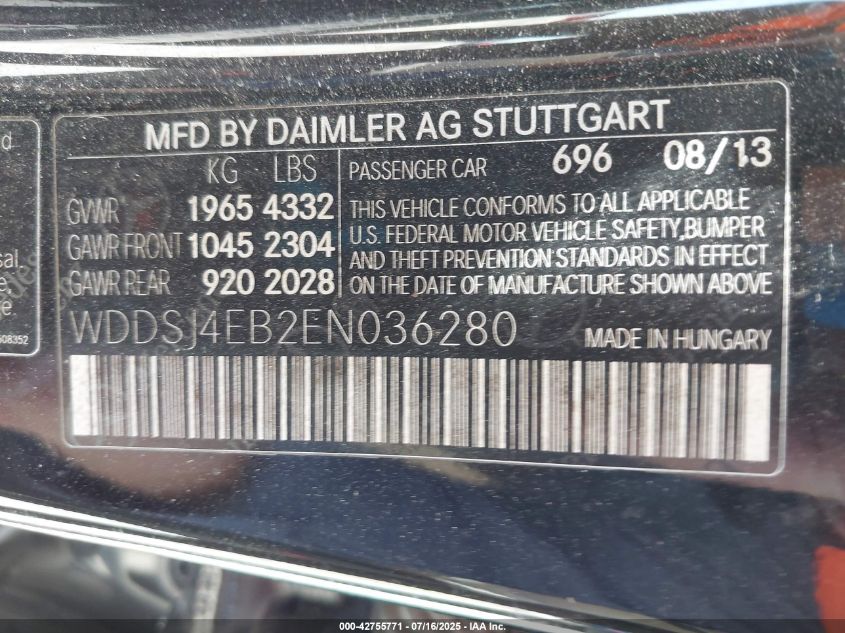 MFD BY DAIMLER AG STUTTGART
KG LBS
GVWR 1965 4332
GAWR FRONT 1045 2304
GAWR REAR 920 2028
PASSENGER CAR 696 08/13
THIS VEHICLE CONFORMS TO ALL APPLICABLE
U.S. FEDERAL MOTOR VEHICLE SAFETY, BUMPER
AND THEFT PREVENTION STANDARDS IN EFFECT
ON THE DATE OF MANUFACTURE SHOWN ABOVE
WDDSJ4EB2EN036280 MADE IN HUNGARY
000-42755771 - 07/16/2025 - IAA Inc.